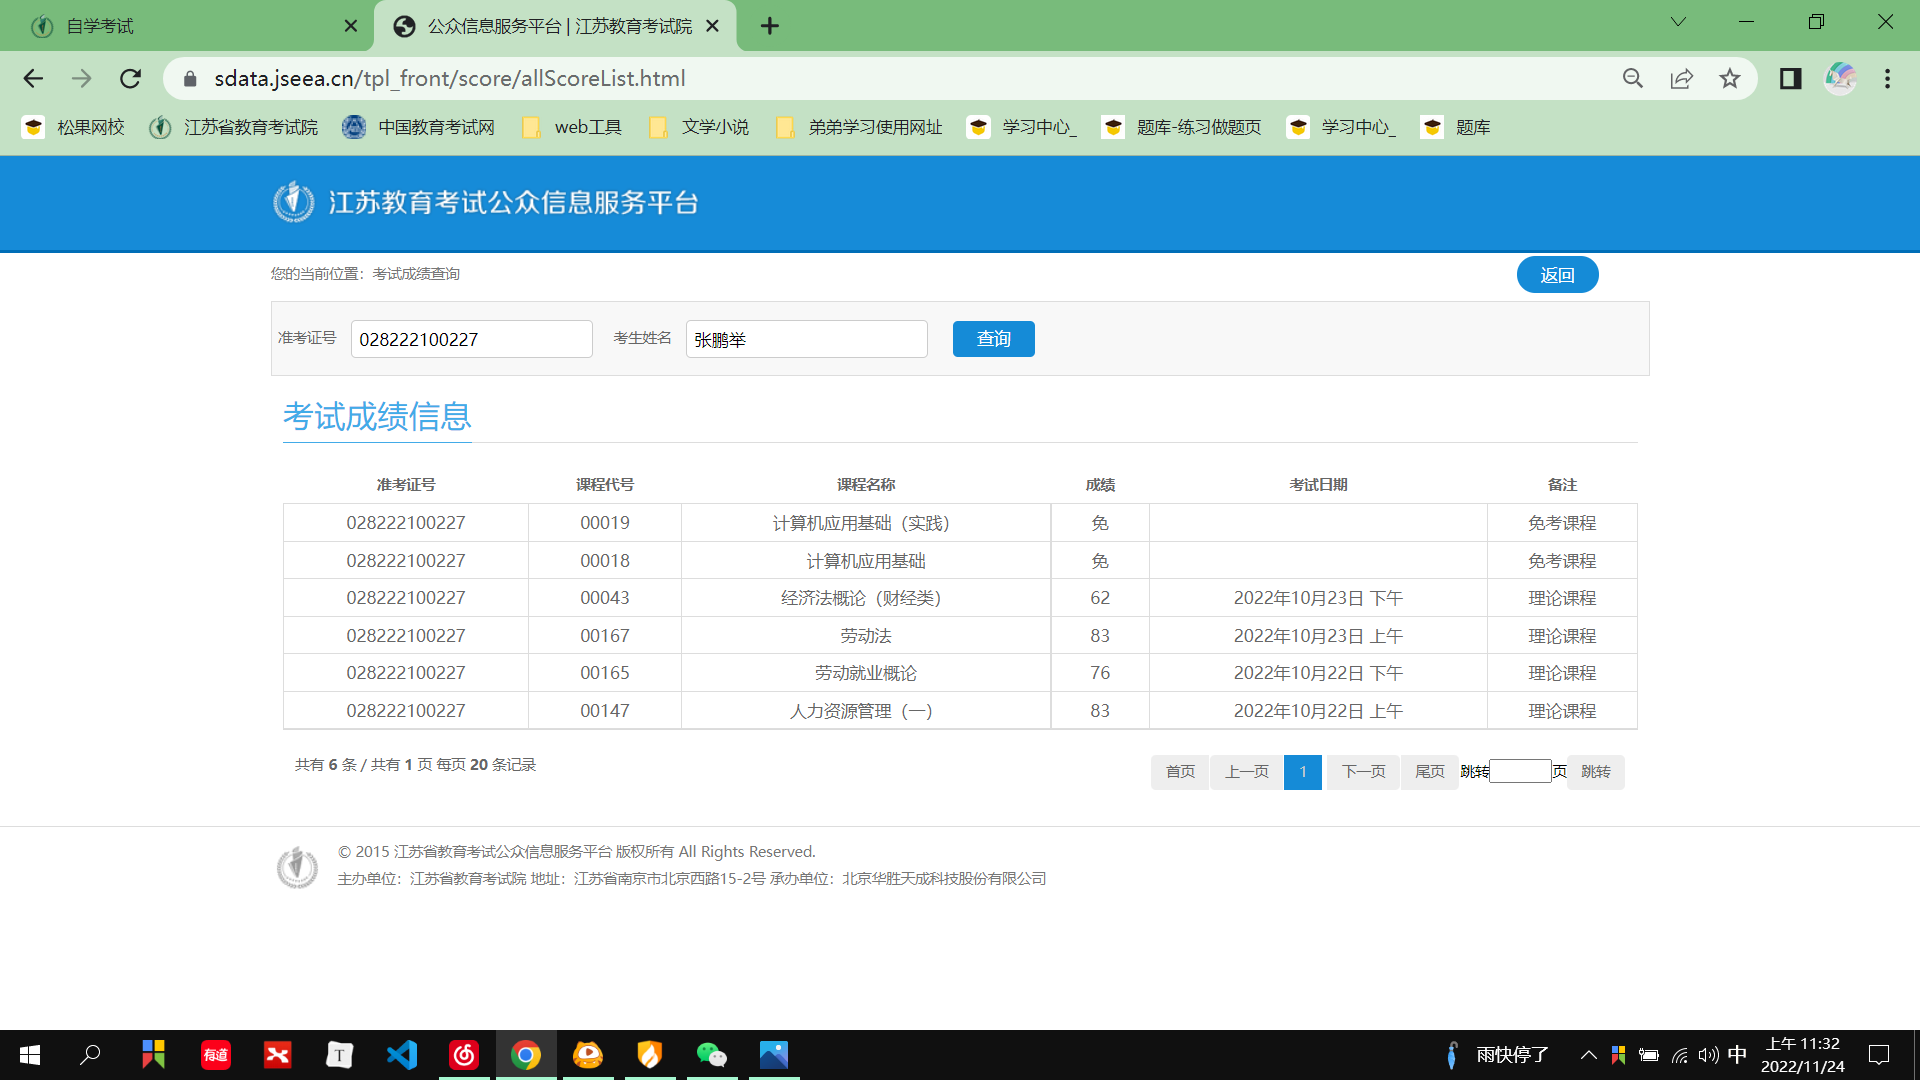 自学考试
公众信息服务平台 | 江苏教育考试院
sdata.jseea.cn/tpl_front/score/allScoreList.html
松果网校 江苏省教育考试院 中国教育考试网 web工具 文学小说 弟弟学习使用网址 学习中心_ 题库-练习做题页 学习中心_ 题库
江苏教育考试公众信息服务平台
您的当前位置：考试成绩查询 返回
准考证号 028222100227 考生姓名 张鹏举 查询
考试成绩信息
准考证号 课程代号 课程名称 成绩 考试日期 备注
028222100227 00019 计算机应用基础（实践） 免 免考课程
028222100227 00018 计算机应用基础 免 免考课程
028222100227 00043 经济法概论（财经类） 62 2022年10月23日 下午 理论课程
028222100227 00167 劳动法 83 2022年10月23日 上午 理论课程
028222100227 00165 劳动就业概论 76 2022年10月22日 下午 理论课程
028222100227 00147 人力资源管理（一） 83 2022年10月22日 上午 理论课程
共有 6 条 / 共有 1 页 每页 20 条记录 首页 上一页 1 下一页 尾页 跳转 页 跳转
© 2015 江苏省教育考试公众信息服务平台 版权所有 All Rights Reserved.
主办单位：江苏省教育考试院 地址：江苏省南京市北京西路15-2号 承办单位：北京华胜天成科技股份有限公司
有道 T 雨快停了 中 上午 11:32
2022/11/24